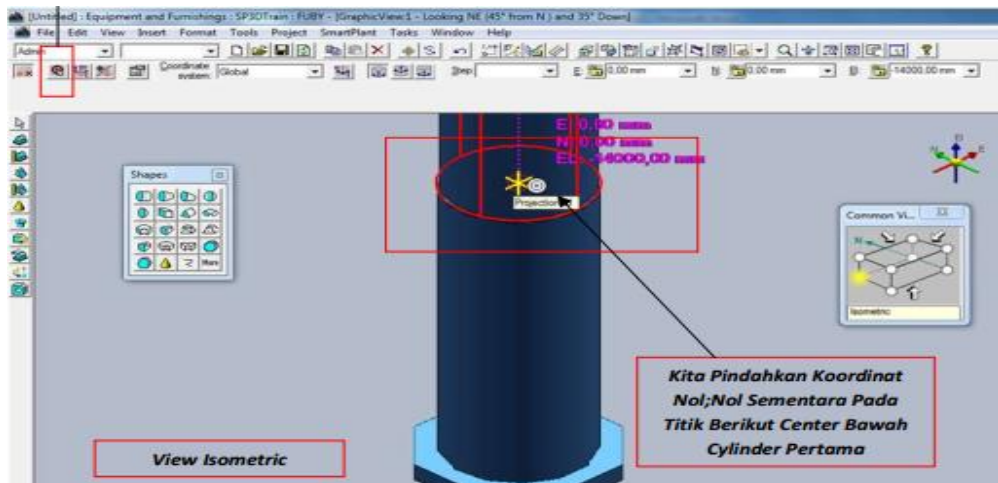 [Untitled] : Equipment and Furnishings : SP3DTrain : FUBY - [GraphicView:1 - Looking NE (45° from N ) and 35° Down]
File Edit View Insert Format Tools Project SmartPlant Tasks Window Help
Coordinate system: Global Step: E: 0,00 mm N: 0,00 mm -14000,00 mm
E: 0,00 mm
N: 0,00 mm
EL: -14000,00 mm
Shapes
More
Projection
N E
Common Vi...
N
Isometric
Kita Pindahkan Koordinat
Nol;Nol Sementara Pada
Titik Berikut Center Bawah
Cylinder Pertama
View Isometric